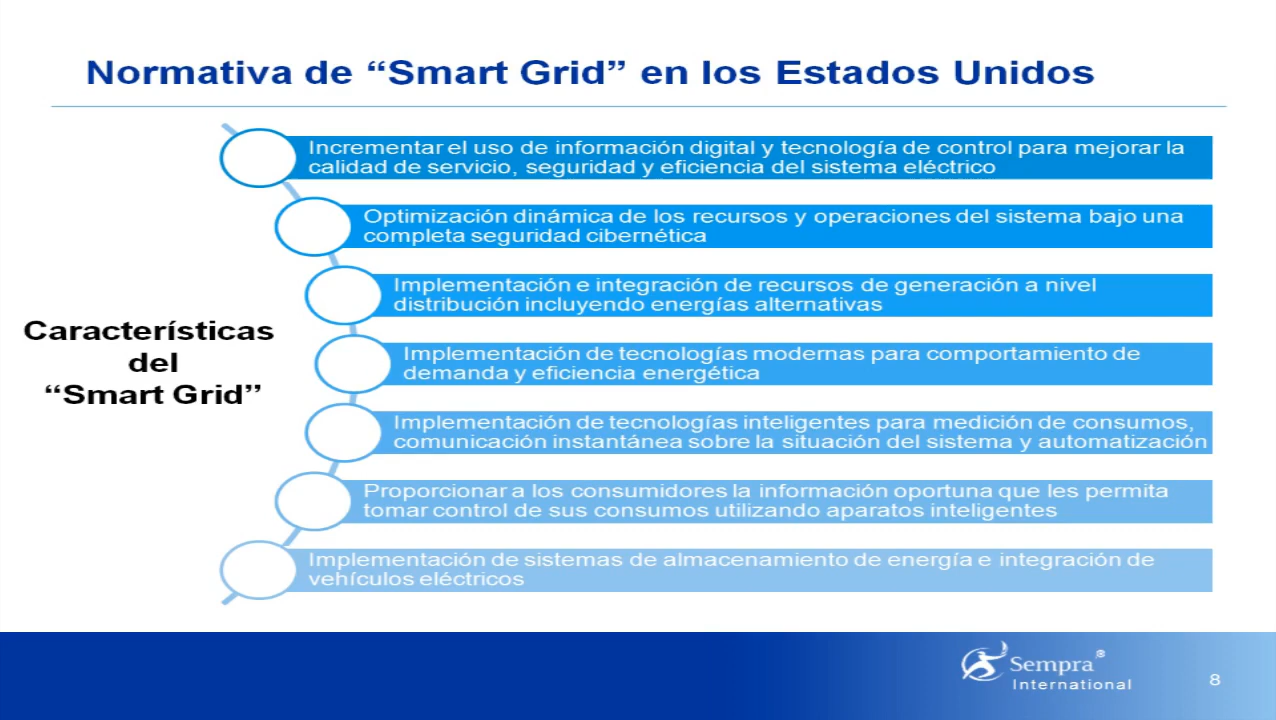 Normativa de “Smart Grid” en los Estados Unidos
Características
del
“Smart Grid”
Incrementar el uso de información digital y tecnología de control para mejorar la
calidad de servicio, seguridad y eficiencia del sistema eléctrico
Optimización dinámica de los recursos y operaciones del sistema bajo una
completa seguridad cibernética
Implementación e integración de recursos de generación a nivel
distribución incluyendo energías alternativas
Implementación de tecnologías modernas para comportamiento de
demanda y eficiencia energética
Implementación de tecnologías inteligentes para medición de consumos,
comunicación instantánea sobre la situación del sistema y automatización
Proporcionar a los consumidores la información oportuna que les permita
tomar control de sus consumos utilizando aparatos inteligentes
Implementación de sistemas de almacenamiento de energía e integración de
vehículos eléctricos
Sempra®
International
8